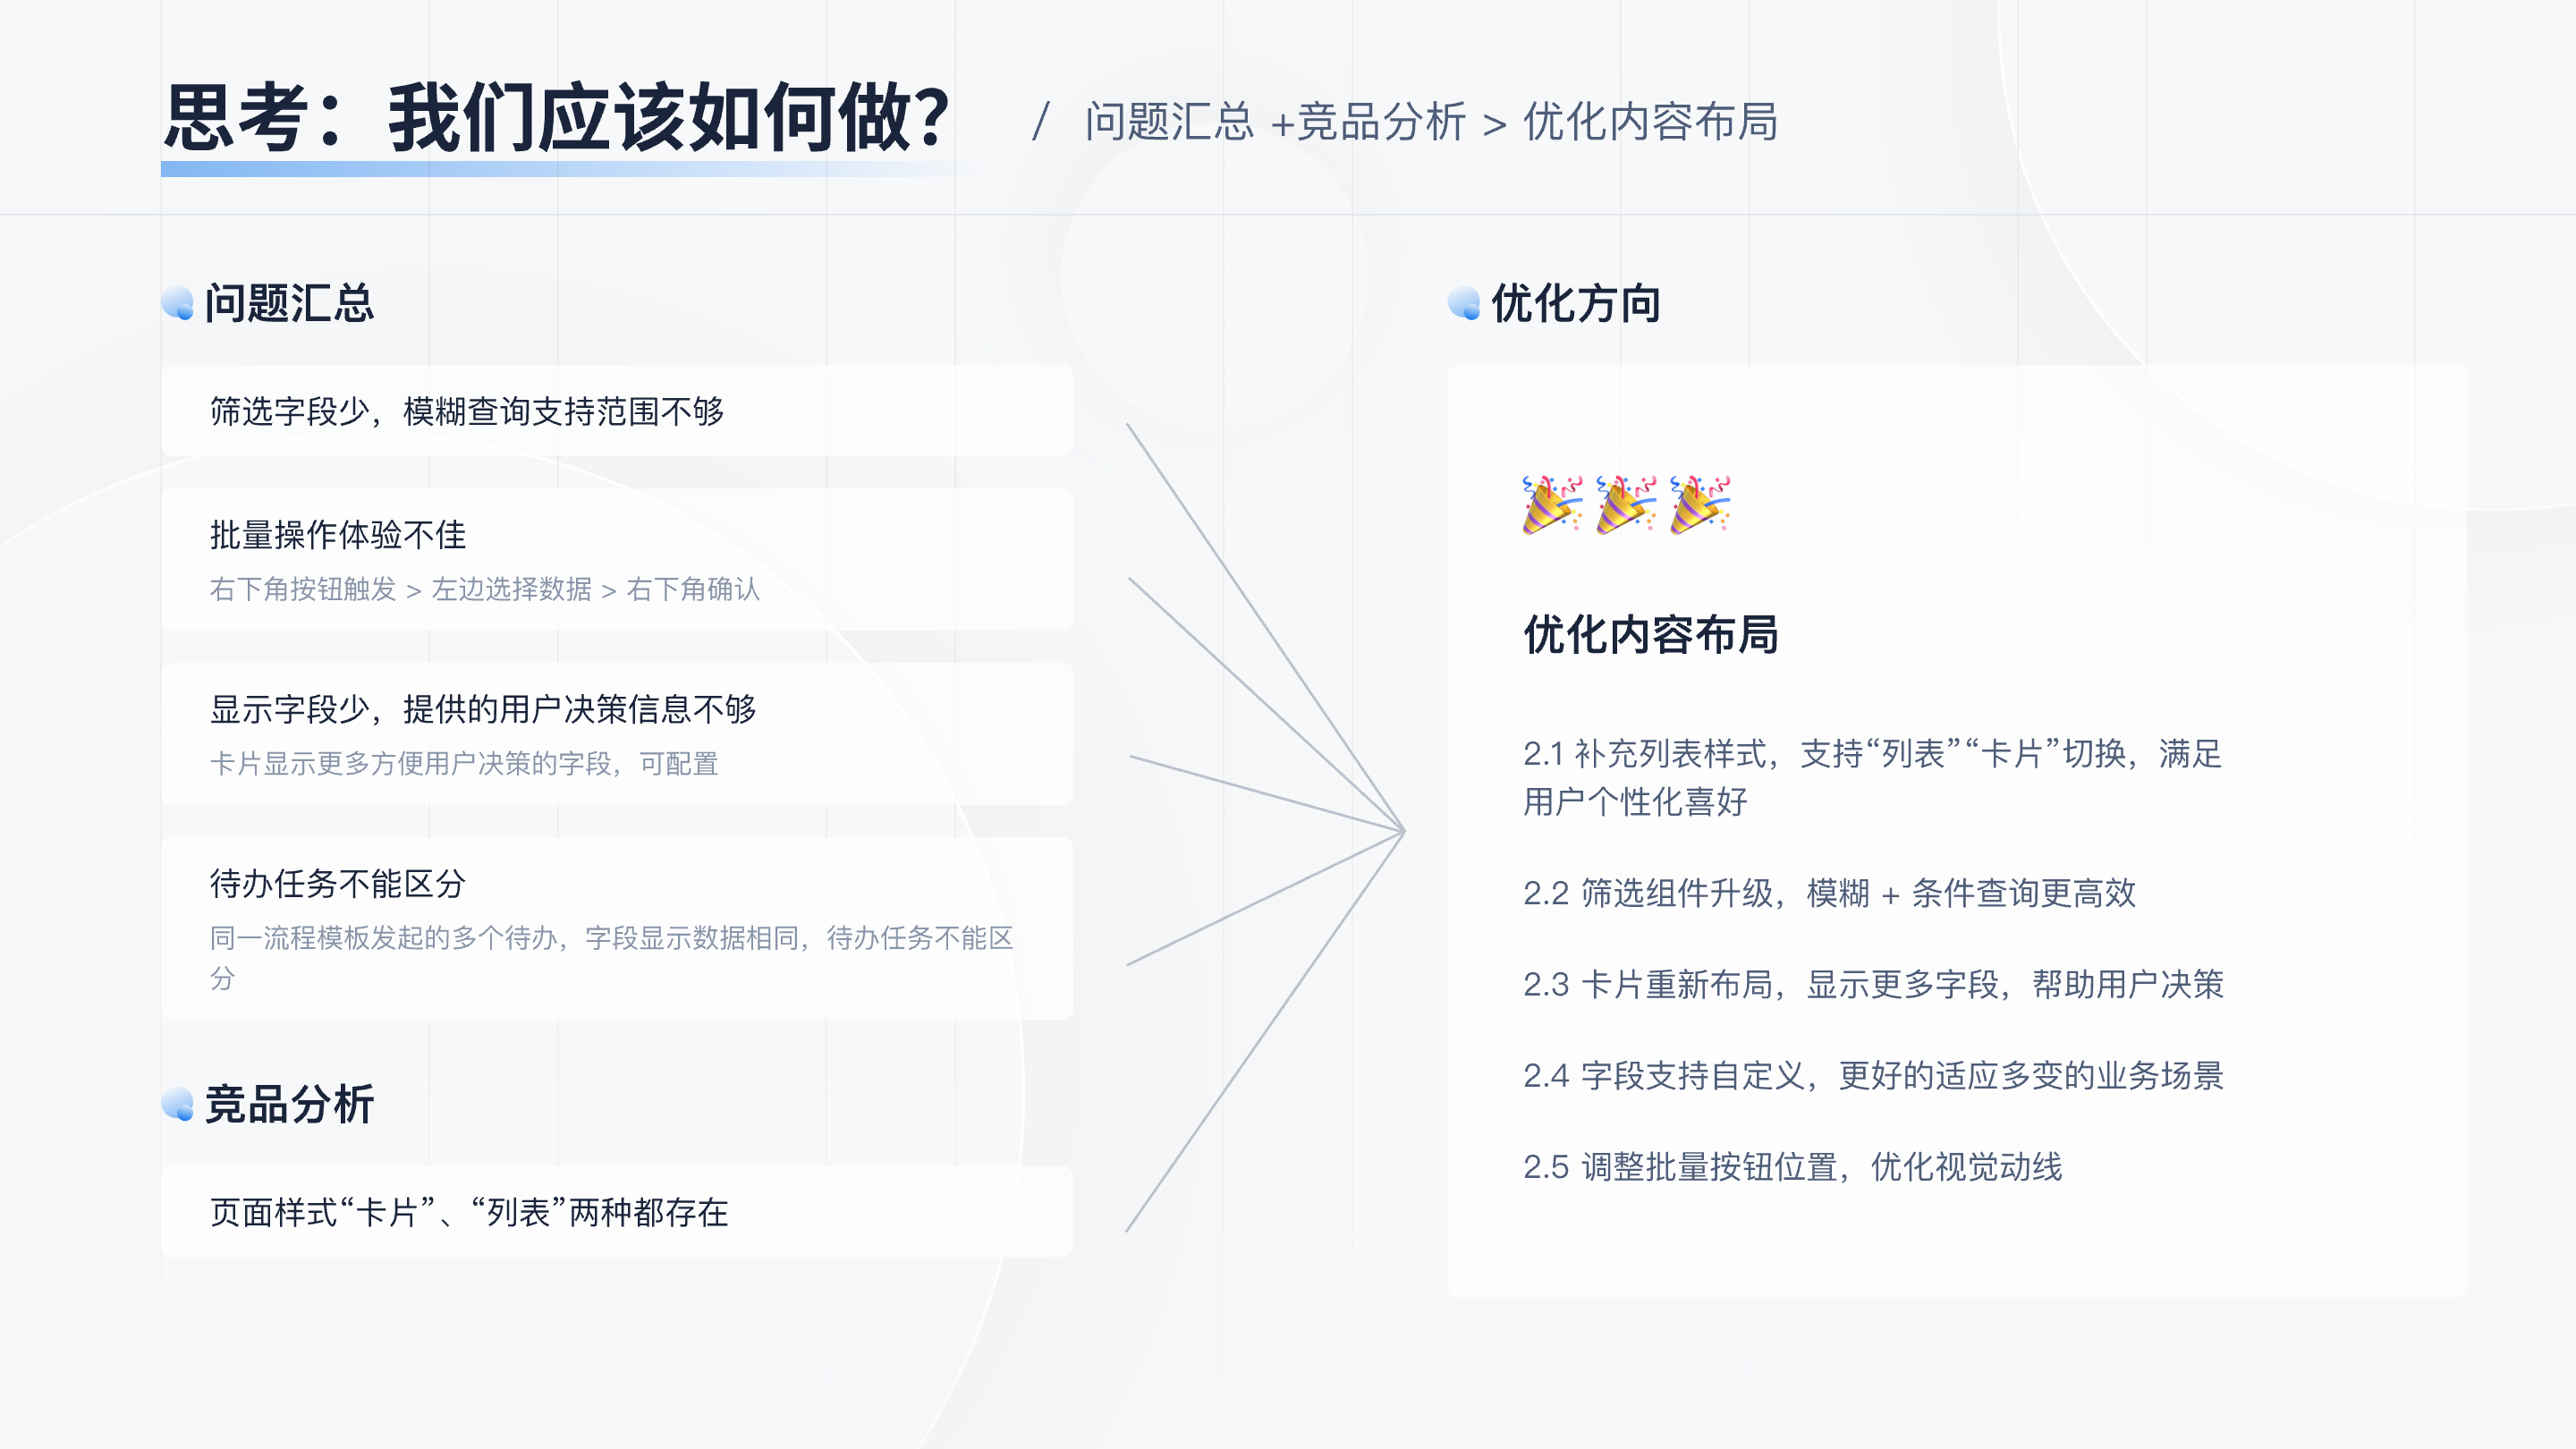 思考：我们应该如何做？ / 问题汇总 +竞品分析 > 优化内容布局
问题汇总
筛选字段少，模糊查询支持范围不够
批量操作体验不佳
右下角按钮触发 > 左边选择数据 > 右下角确认
显示字段少，提供的用户决策信息不够
卡片显示更多方便用户决策的字段，可配置
待办任务不能区分
同一流程模板发起的多个待办，字段显示数据相同，待办任务不能区
分
竞品分析
页面样式“卡片”、“列表”两种都存在
优化方向
🎉🎉🎉
优化内容布局
2.1 补充列表样式，支持“列表”“卡片”切换，满足
用户个性化喜好
2.2 筛选组件升级，模糊 + 条件查询更高效
2.3 卡片重新布局，显示更多字段，帮助用户决策
2.4 字段支持自定义，更好的适应多变的业务场景
2.5 调整批量按钮位置，优化视觉动线